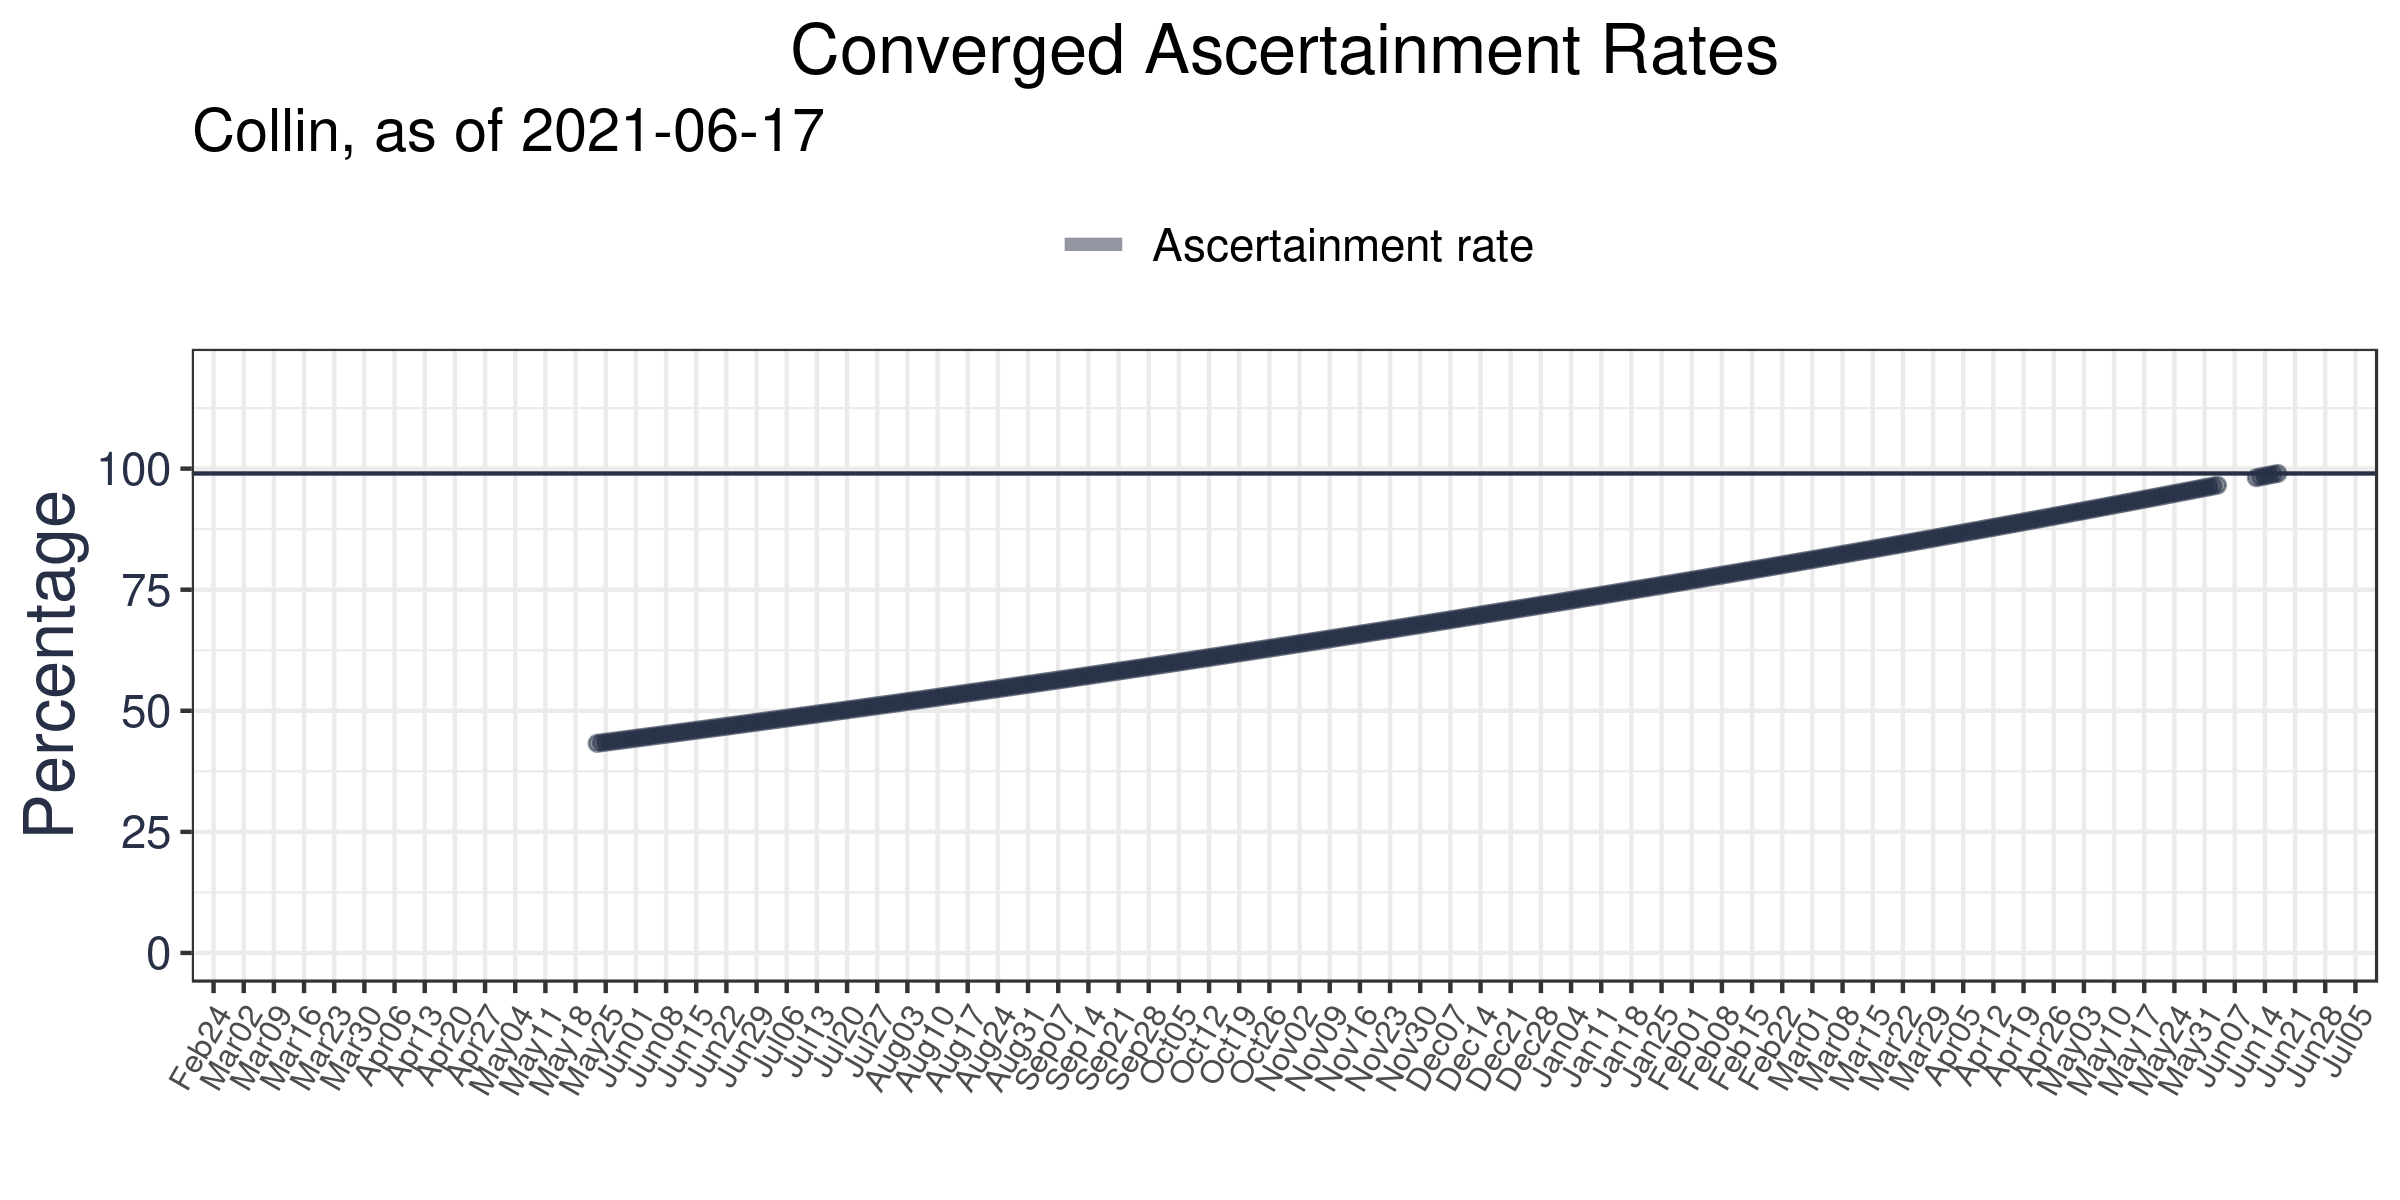 Converged Ascertainment Rates
Collin, as of 2021-06-17
Ascertainment rate
Percentage
100
75
50
25
0
Feb24
Mar02
Mar09
Mar16
Mar23
Mar30
Apr06
Apr13
Apr20
Apr27
May04
May11
May18
May25
Jun01
Jun08
Jun15
Jun22
Jun29
Jul06
Jul13
Jul20
Jul27
Aug03
Aug10
Aug17
Aug24
Aug31
Sep07
Sep14
Sep21
Sep28
Oct05
Oct12
Oct19
Oct26
Nov02
Nov09
Nov16
Nov23
Nov30
Dec07
Dec14
Dec21
Dec28
Jan04
Jan11
Jan18
Jan25
Feb01
Feb08
Feb15
Feb22
Mar01
Mar08
Mar15
Mar22
Mar29
Apr05
Apr12
Apr19
Apr26
May03
May10
May17
May24
May31
Jun07
Jun14
Jun21
Jun28
Jul05